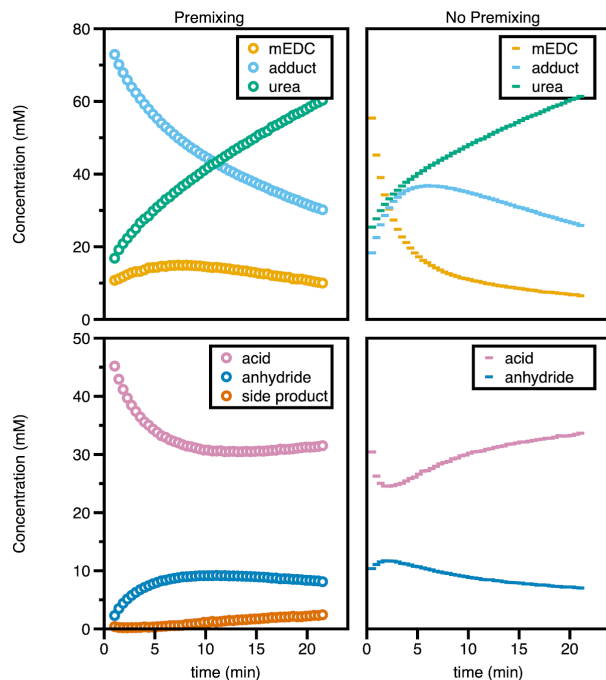 Premixing
No Premixing
80
60
40
20
0
Concentration (mM)
mEDC
adduct
urea
mEDC
adduct
urea
50
40
30
20
10
0
Concentration (mM)
acid
anhydride
side product
acid
anhydride
0 5 10 15 20
time (min)
0 5 10 15 20
time (min)